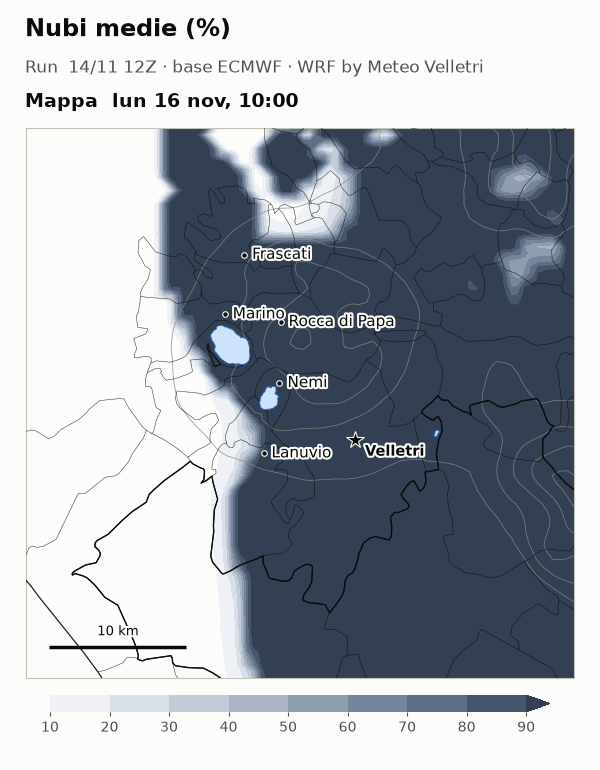 Nubi medie (%)
Run  14/11 12Z · base ECMWF · WRF by Meteo Velletri
Mappa  lun 16 nov, 10:00
Frascati
Marino
Rocca di Papa
Nemi
Velletri
Lanuvio
10 km
10 20 30 40 50 60 70 80 90